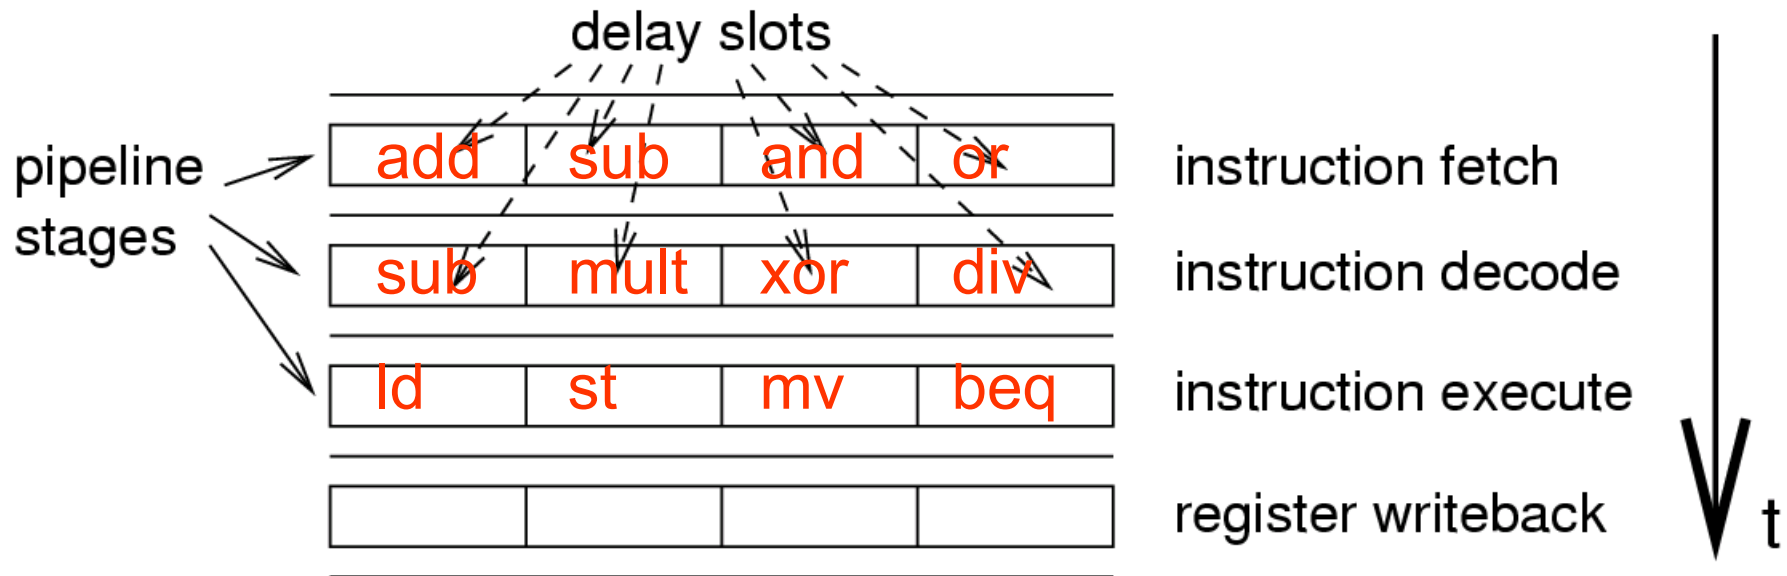 delay slots
pipeline
stages
add sub and or
instruction fetch
sub mult xor div
instruction decode
ld st mv beq
instruction execute
register writeback
t